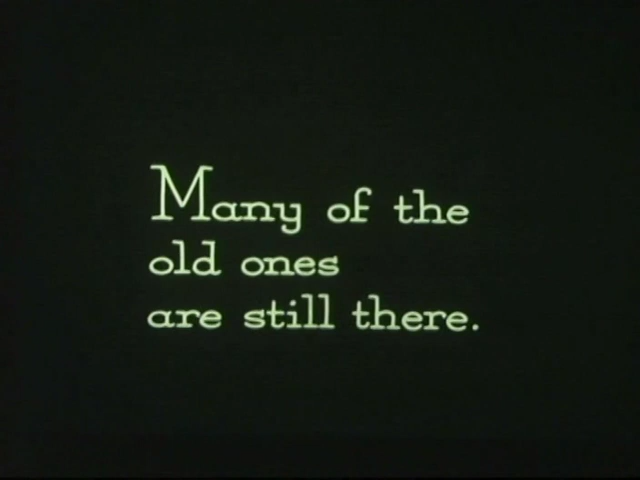 Many of the
old ones
are still there.